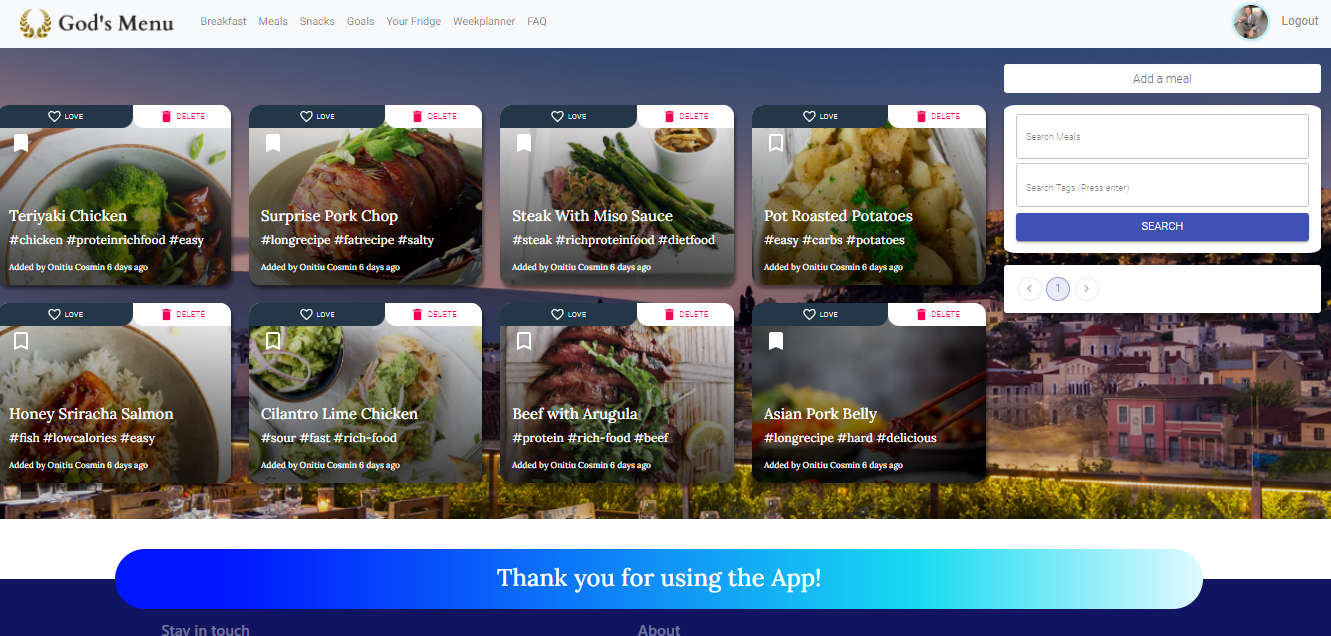 God's Menu
Breakfast Meals Snacks Goals Your Fridge Weekplanner FAQ
Logout
Add a meal
LOVE DELETE
Teriyaki Chicken
#chicken #proteinrichfood #easy
Added by Onitiu Cosmin 6 days ago
LOVE DELETE
Surprise Pork Chop
#longrecipe #fatrecipe #salty
Added by Onitiu Cosmin 6 days ago
LOVE DELETE
Steak With Miso Sauce
#steak #richproteinfood #dietfood
Added by Onitiu Cosmin 6 days ago
LOVE DELETE
Pot Roasted Potatoes
#easy #carbs #potatoes
Added by Onitiu Cosmin 6 days ago
Search Meals
Search Tags (Press enter)
SEARCH
1
LOVE DELETE
Honey Sriracha Salmon
#fish #lowcalories #easy
Added by Onitiu Cosmin 6 days ago
LOVE DELETE
Cilantro Lime Chicken
#sour #fast #rich-food
Added by Onitiu Cosmin 6 days ago
LOVE DELETE
Beef with Arugula
#protein #rich-food #beef
Added by Onitiu Cosmin 6 days ago
LOVE DELETE
Asian Pork Belly
#longrecipe #hard #delicious
Added by Onitiu Cosmin 6 days ago
Thank you for using the App!
Stay in touch
About